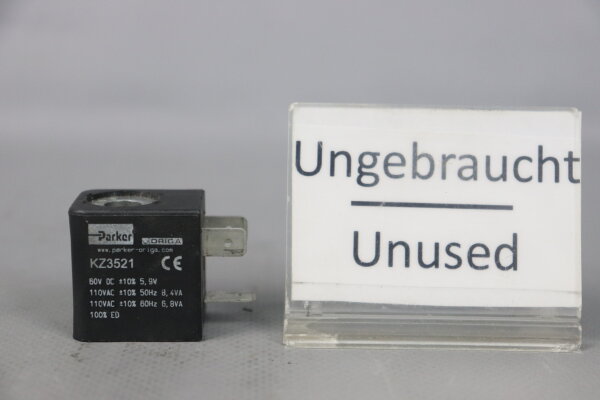 Parker ORIGA
www.parker-origa.com
KZ3521 CE
60V DC ±10% 5,9W
110VAC ±10% 50Hz 8,4VA
110VAC ±10% 60Hz 6,8VA
100% ED
Ungebraucht
Unused